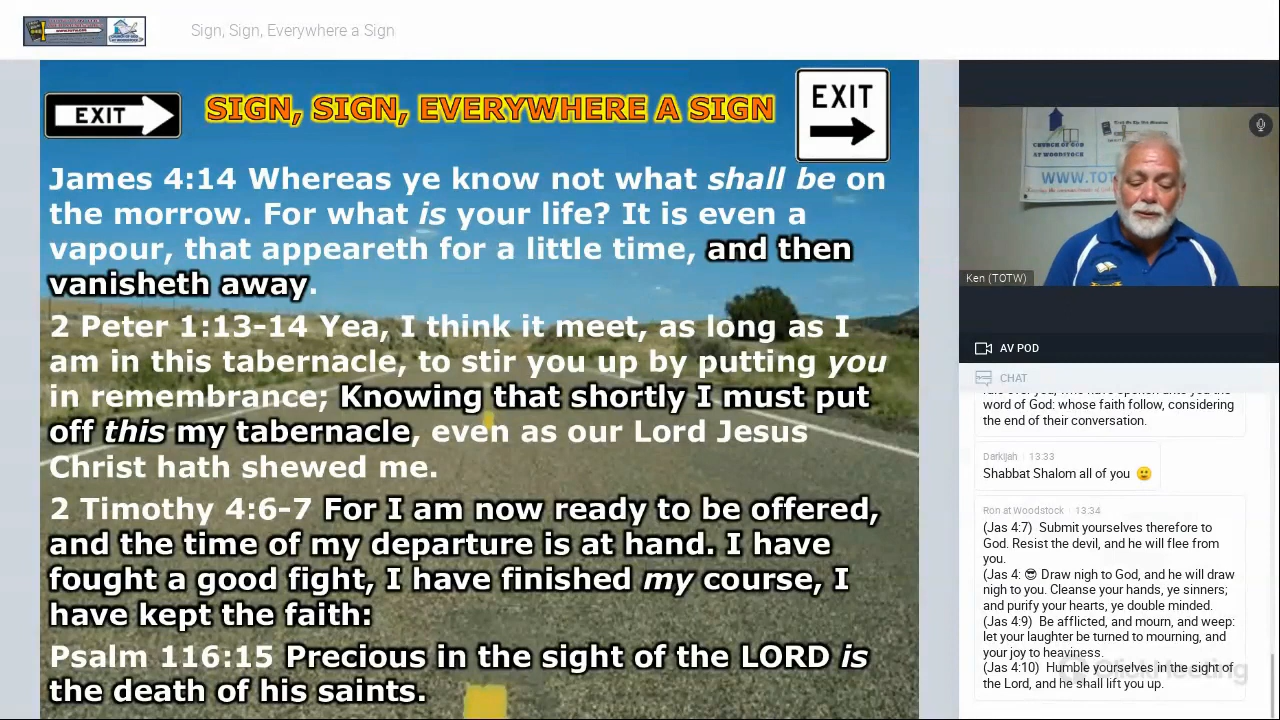 Sign, Sign, Everywhere a Sign
EXIT
SIGN, SIGN, EVERYWHERE A SIGN
EXIT
James 4:14 Whereas ye know not what shall be on
the morrow. For what is your life? It is even a
vapour, that appeareth for a little time, and then
vanisheth away.
2 Peter 1:13-14 Yea, I think it meet, as long as I
am in this tabernacle, to stir you up by putting you
in remembrance; Knowing that shortly I must put
off this my tabernacle, even as our Lord Jesus
Christ hath shewed me.
2 Timothy 4:6-7 For I am now ready to be offered,
and the time of my departure is at hand. I have
fought a good fight, I have finished my course, I
have kept the faith:
Psalm 116:15 Precious in the sight of the LORD is
the death of his saints.
CHURCH OF GOD
AT WOODSTOCK
WWW.TOT
Ken (TOTW)
AV POD
CHAT
word of God: whose faith follow, considering
the end of their conversation.
Darkijah · 13:33
Shabbat Shalom all of you 🙂
Ron at Woodstock · 13:34
(Jas 4:7) Submit yourselves therefore to
God. Resist the devil, and he will flee from
you.
(Jas 4: 😎 Draw nigh to God, and he will draw
nigh to you. Cleanse your hands, ye sinners;
and purify your hearts, ye double minded.
(Jas 4:9) Be afflicted, and mourn, and weep:
let your laughter be turned to mourning, and
your joy to heaviness.
(Jas 4:10) Humble yourselves in the sight of
the Lord, and he shall lift you up.
ClickMeeting